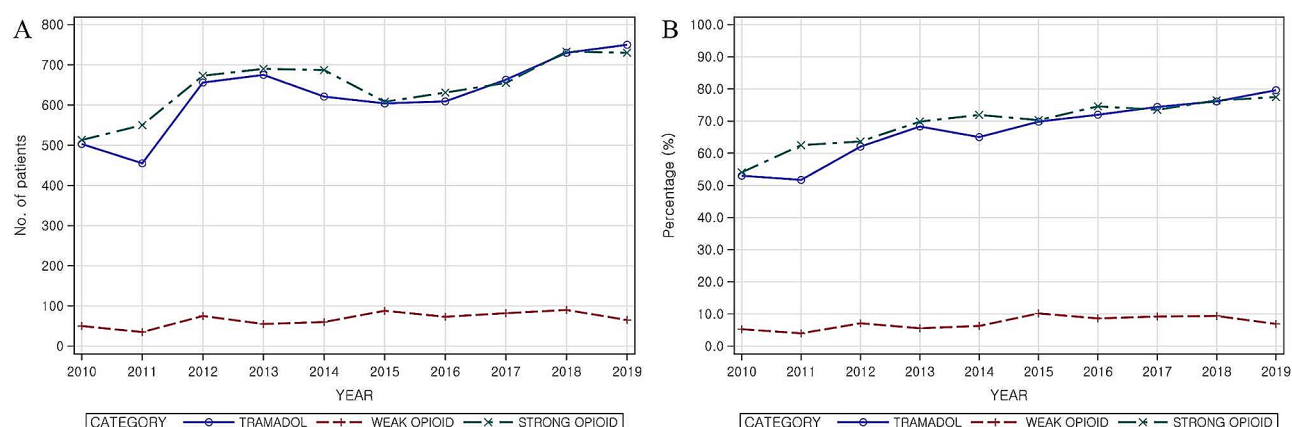 A
No. of patients
800
700
600
500
400
300
200
100
0
2010 2011 2012 2013 2014 2015 2016 2017 2018 2019
YEAR
CATEGORY TRAMADOL WEAK OPIOID STRONG OPIOID
B
Percentage (%)
100.0
90.0
80.0
70.0
60.0
50.0
40.0
30.0
20.0
10.0
0.0
2010 2011 2012 2013 2014 2015 2016 2017 2018 2019
YEAR
CATEGORY TRAMADOL WEAK OPIOID STRONG OPIOID